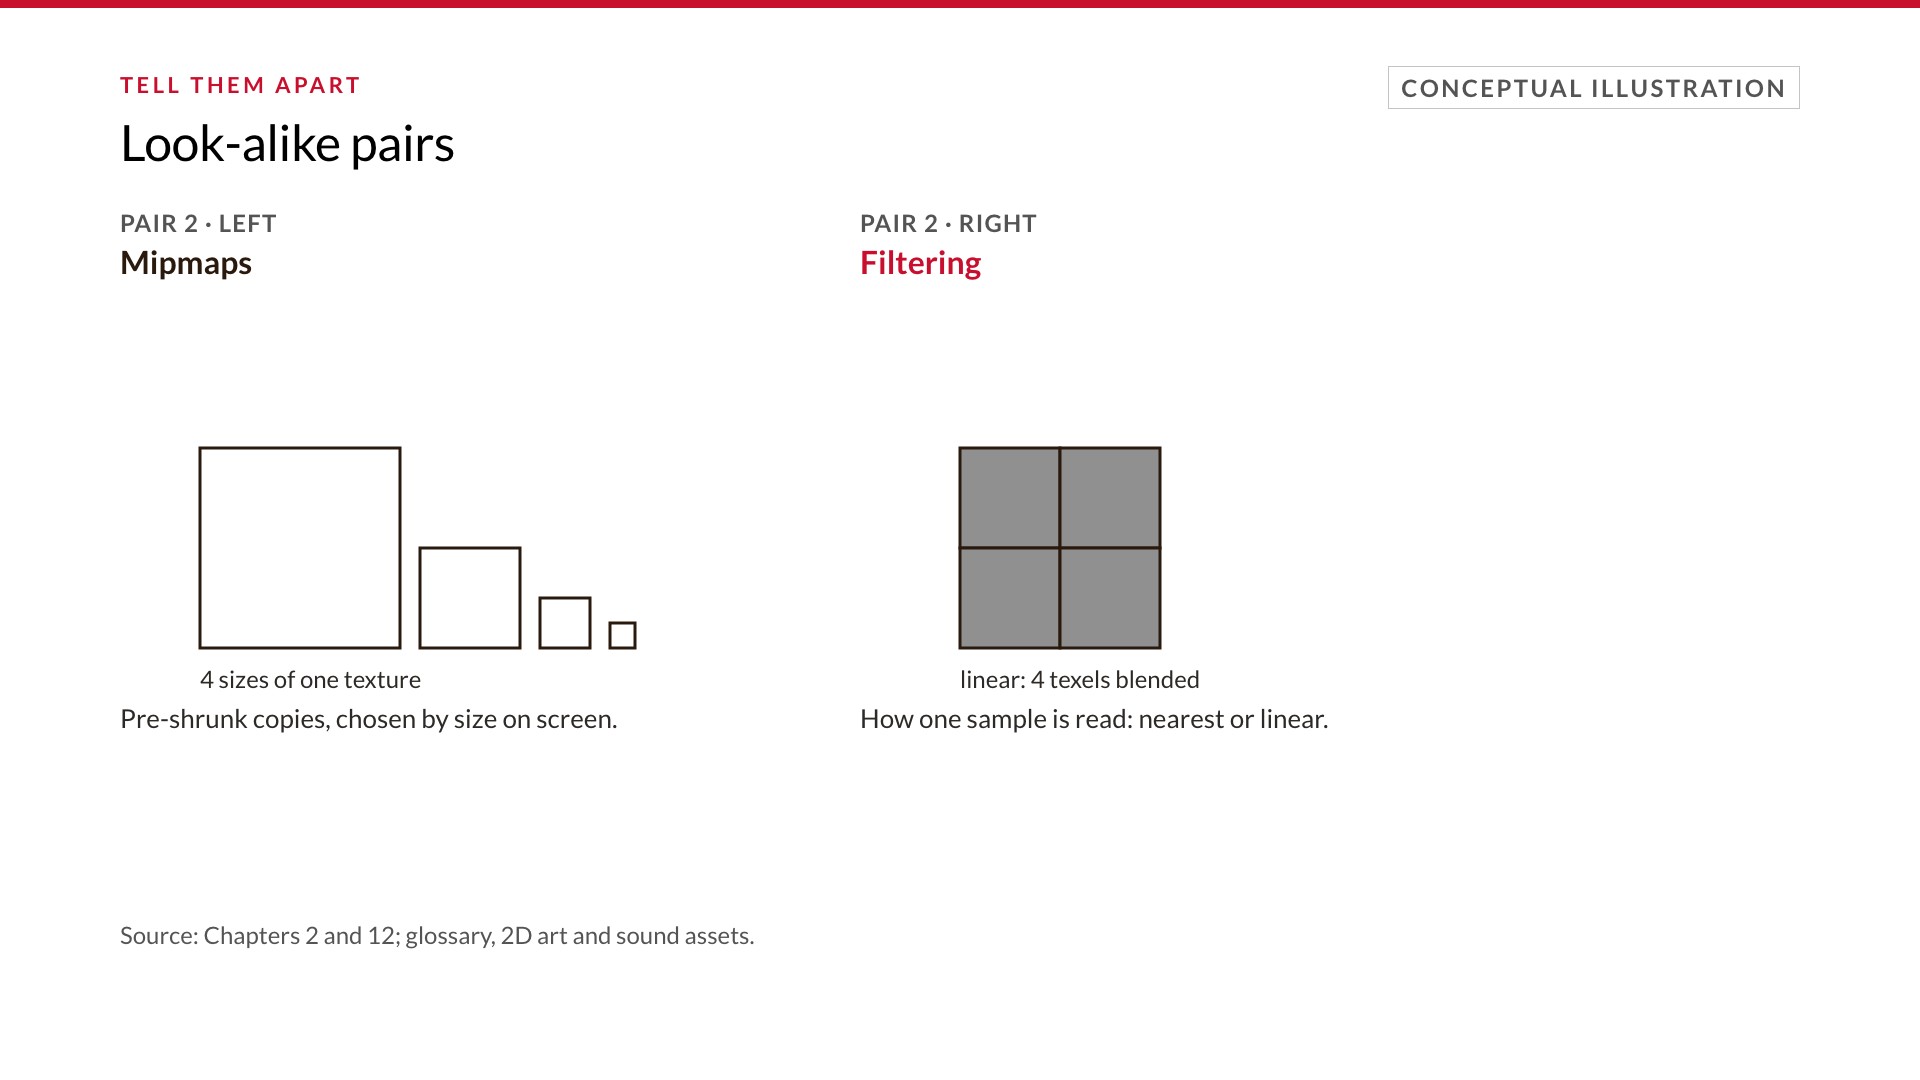 TELL THEM APART
CONCEPTUAL ILLUSTRATION
Look-alike pairs
PAIR 2 · LEFT
Mipmaps
4 sizes of one texture
Pre-shrunk copies, chosen by size on screen.
PAIR 2 · RIGHT
Filtering
linear: 4 texels blended
How one sample is read: nearest or linear.
Source: Chapters 2 and 12; glossary, 2D art and sound assets.